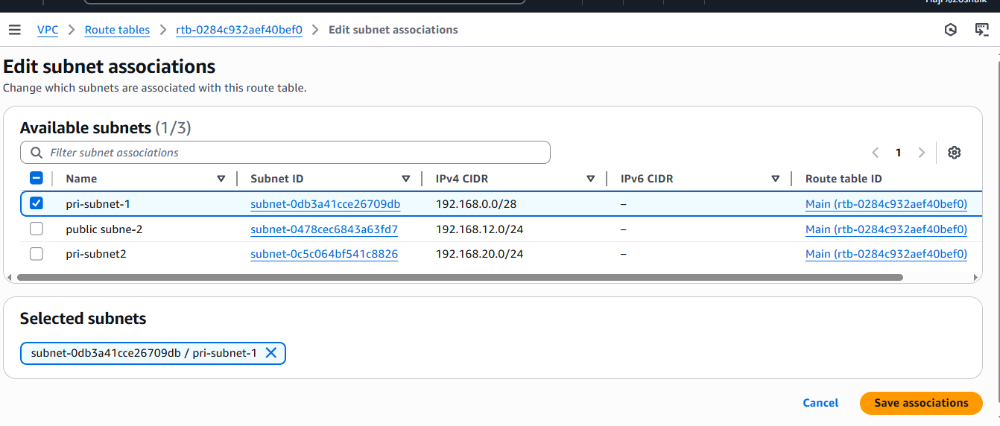 VPC > Route tables > rtb-0284c932aef40bef0 > Edit subnet associations
Edit subnet associations
Change which subnets are associated with this route table.
Available subnets (1/3)
Filter subnet associations
1
Name Subnet ID IPv4 CIDR IPv6 CIDR Route table ID
pri-subnet-1 subnet-0db3a41cce26709db 192.168.0.0/28 – Main (rtb-0284c932aef40bef0)
public subne-2 subnet-0478cec6843a63fd7 192.168.12.0/24 – Main (rtb-0284c932aef40bef0)
pri-subnet2 subnet-0c5c064bf541c8826 192.168.20.0/24 – Main (rtb-0284c932aef40bef0)
Selected subnets
subnet-0db3a41cce26709db / pri-subnet-1
Cancel Save associations